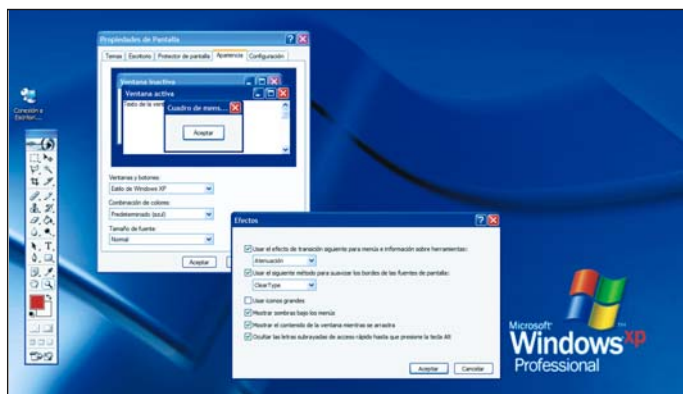 Propiedades de Pantalla
Temas Escritorio Protector de pantalla Apariencia Configuración
Ventana inactiva
Ventana activa
Texto de la vent
Cuadro de mens...
Aceptar
Ventanas y botones:
Estilo de Windows XP
Combinación de colores:
Predeterminado (azul)
Tamaño de fuente:
Normal
Aceptar
Conexión a
Efectos
Usar el efecto de transición siguiente para menús e información sobre herramientas:
Atenuación
Usar el siguiente método para suavizar los bordes de las fuentes de pantalla:
ClearType
Usar iconos grandes
Mostrar sombras bajo los menús
Mostrar el contenido de la ventana mientras se arrastra
Ocultar las letras subrayadas de acceso rápido hasta que presione la tecla Alt
Aceptar Cancelar
Microsoft
Windows xp
Professional